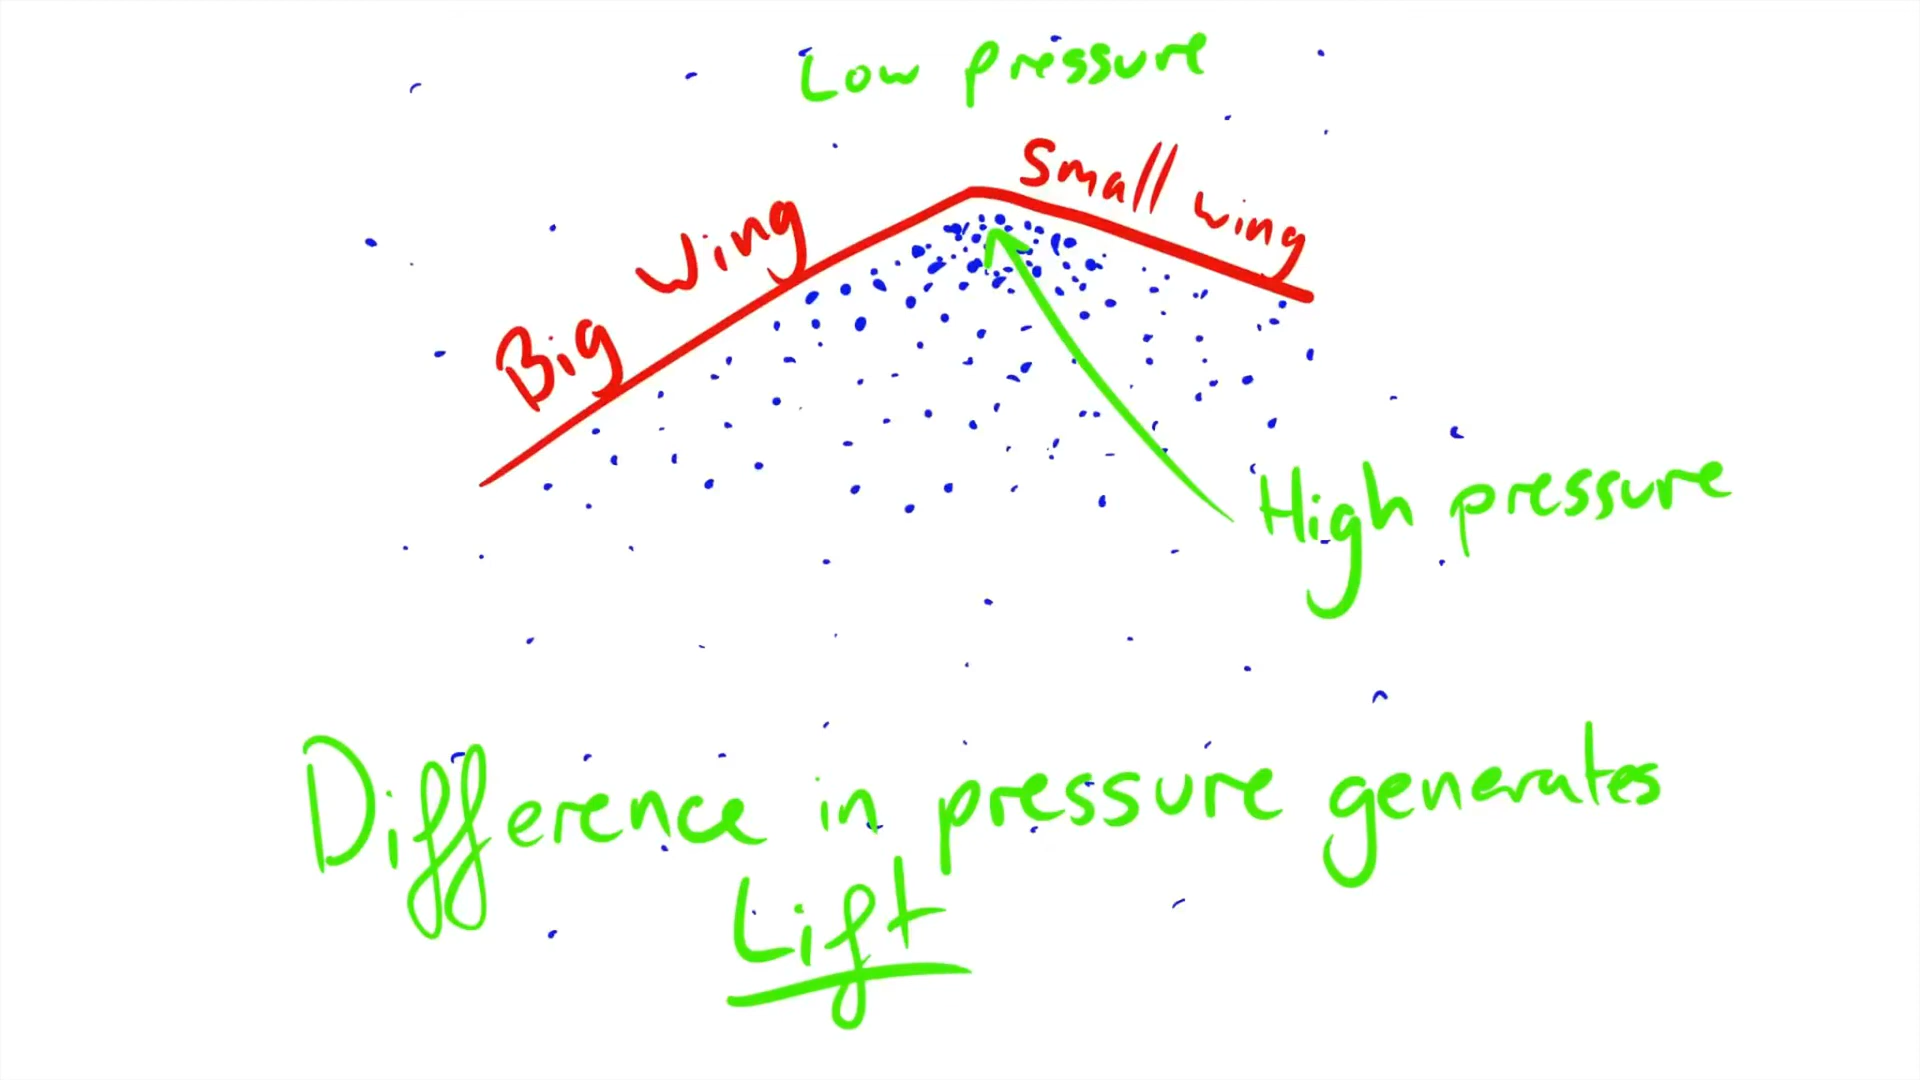 Low pressure
Small wing
Big Wing
High pressure
Difference in pressure generates
Lift